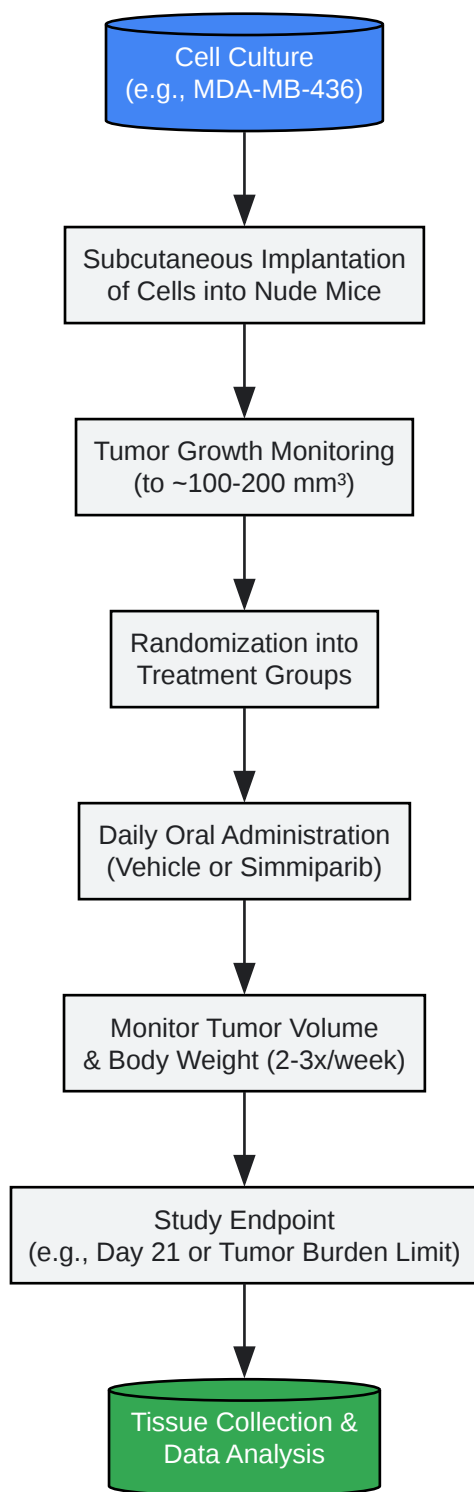 Cell Culture
(e.g., MDA-MB-436)
Subcutaneous Implantation
of Cells into Nude Mice
Tumor Growth Monitoring
(to ~100-200 mm³)
Randomization into
Treatment Groups
Daily Oral Administration
(Vehicle or Simmiparib)
Monitor Tumor Volume
& Body Weight (2-3x/week)
Study Endpoint
(e.g., Day 21 or Tumor Burden Limit)
Tissue Collection &
Data Analysis